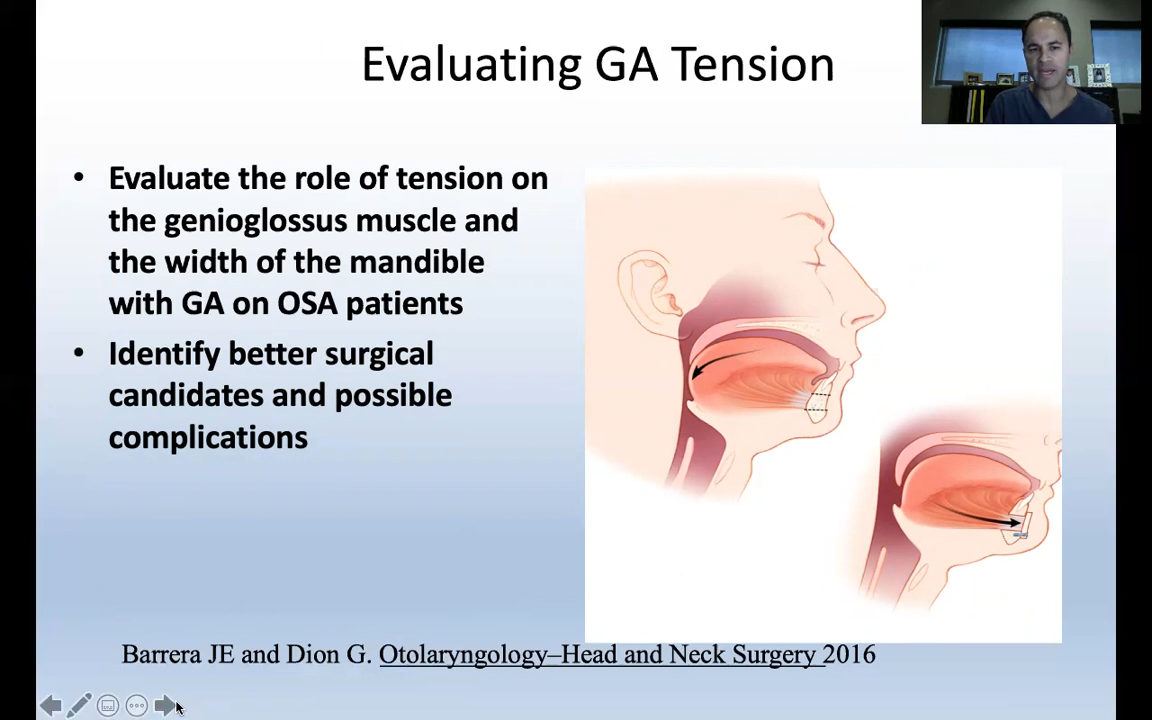 Evaluating GA Tension
• Evaluate the role of tension on
the genioglossus muscle and
the width of the mandible
with GA on OSA patients
• Identify better surgical
candidates and possible
complications
Barrera JE and Dion G. Otolaryngology–Head and Neck Surgery 2016